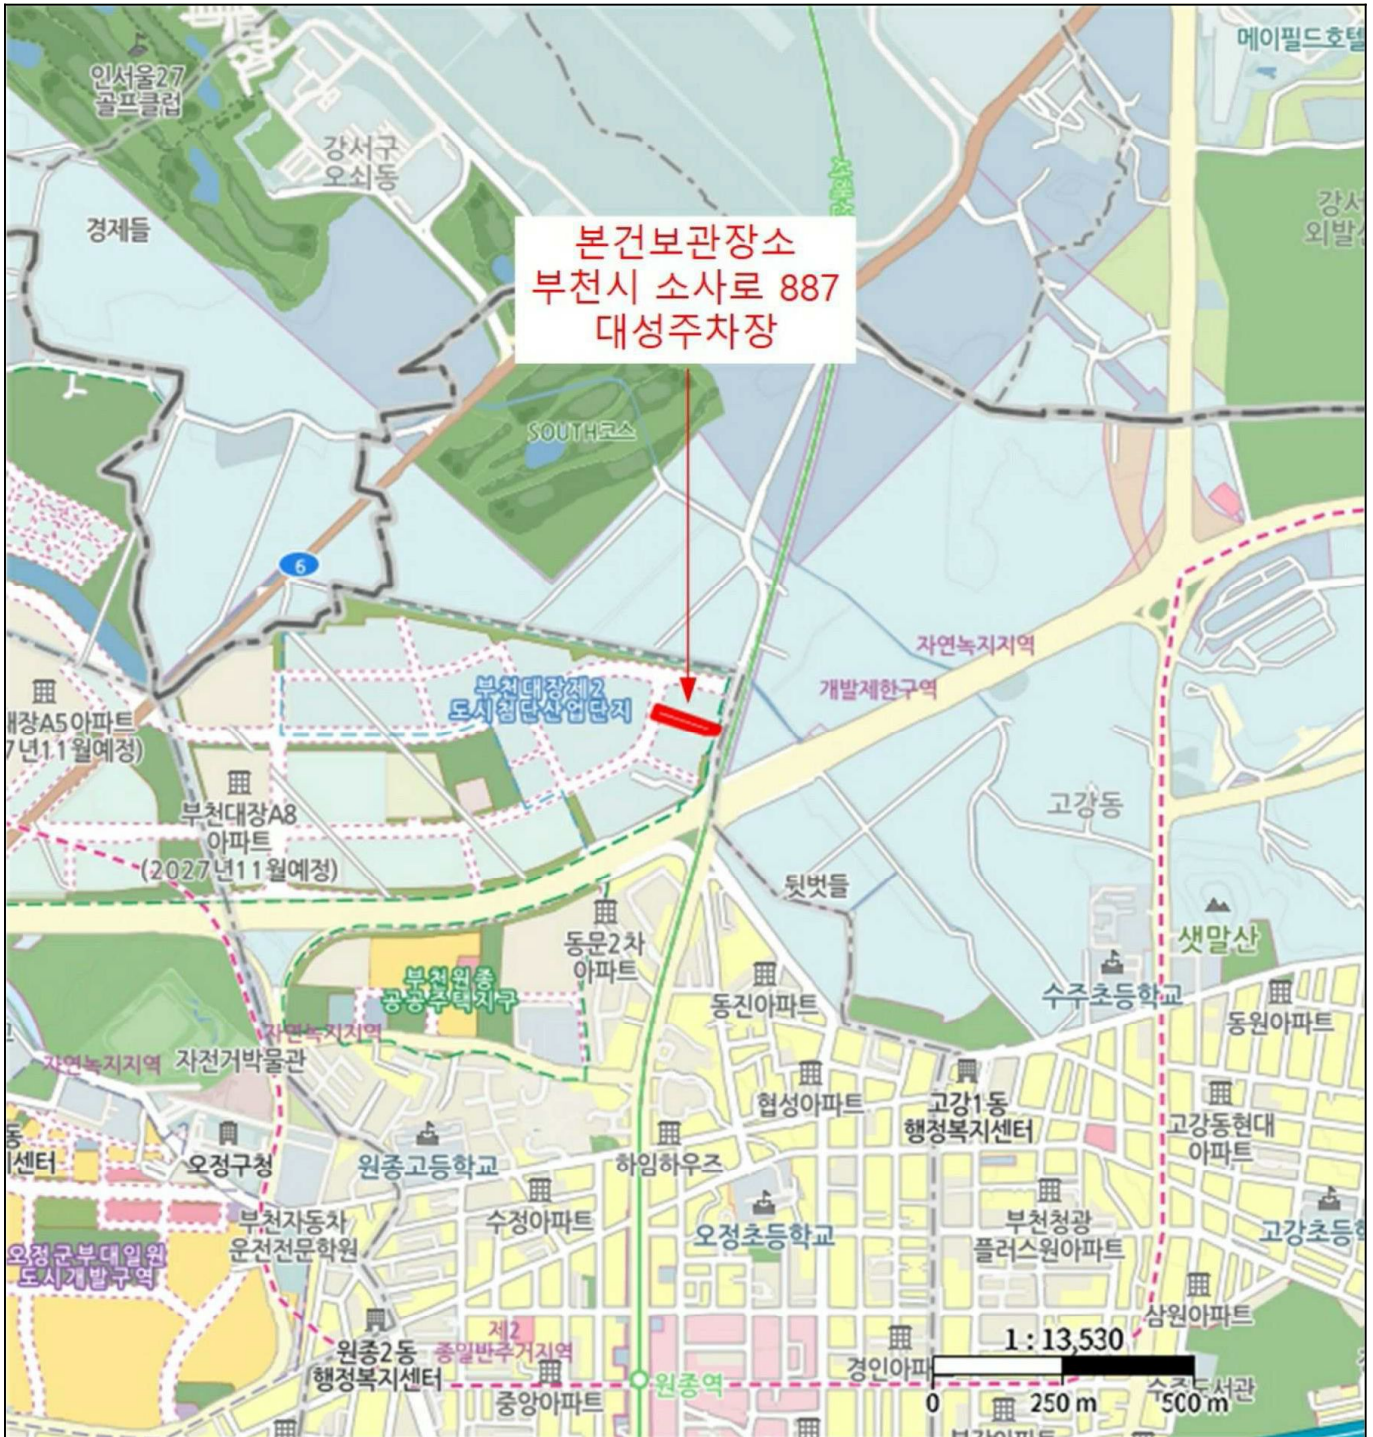 메이필드호텔
인서울27
골프클럽
강서구
오쇠동
서해선
경제들
본건보관장소
부천시 소사로 887
대성주차장
강서
외발산
SOUTH코스
6
자연녹지지역
개발제한구역
부천대장제2
도시첨단산업단지
대장A5아파트
7년11월예정)
부천대장A8
아파트
(2027년11월예정)
고강동
뒷벗들
샛말산
동문2차
아파트
부천원종
공공주택지구
동진아파트
수주초등학교
동원아파트
자연녹지지역
자연녹지지역
자전거박물관
협성아파트
고강1동
행정복지센터
고강동현대
아파트
동
센터
오정구청
원종고등학교
하임하우즈
수정아파트
오정초등학교
부천청광
플러스원아파트
고강초등학
부천자동차
운전전문학원
오정군부대일원
도시개발구역
삼원아파트
제2
종일반주거지역
원종2동
행정복지센터
중앙아파트
원종역
경인아파
1 : 13,530
0
250 m
500 m
수주도서관